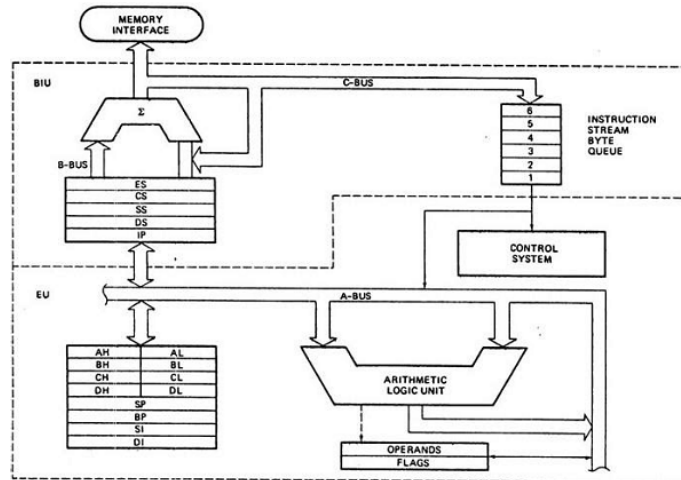 MEMORY
INTERFACE
BIU
C-BUS
Σ
B-BUS
6
5
4
3
2
1
INSTRUCTION
STREAM
BYTE
QUEUE
ES
CS
SS
DS
IP
CONTROL
SYSTEM
EU
A-BUS
AH AL
BH BL
CH CL
DH DL
SP
BP
SI
DI
ARITHMETIC
LOGIC UNIT
OPERANDS
FLAGS